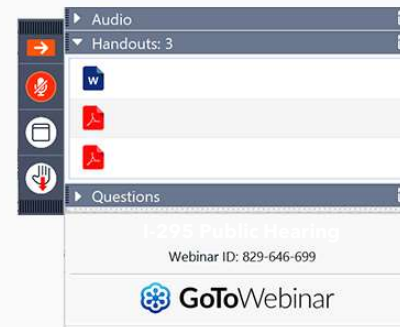 Audio
Handouts: 3
W
Questions
I-295 Public Hearing
Webinar ID: 829-646-699
GoToWebinar